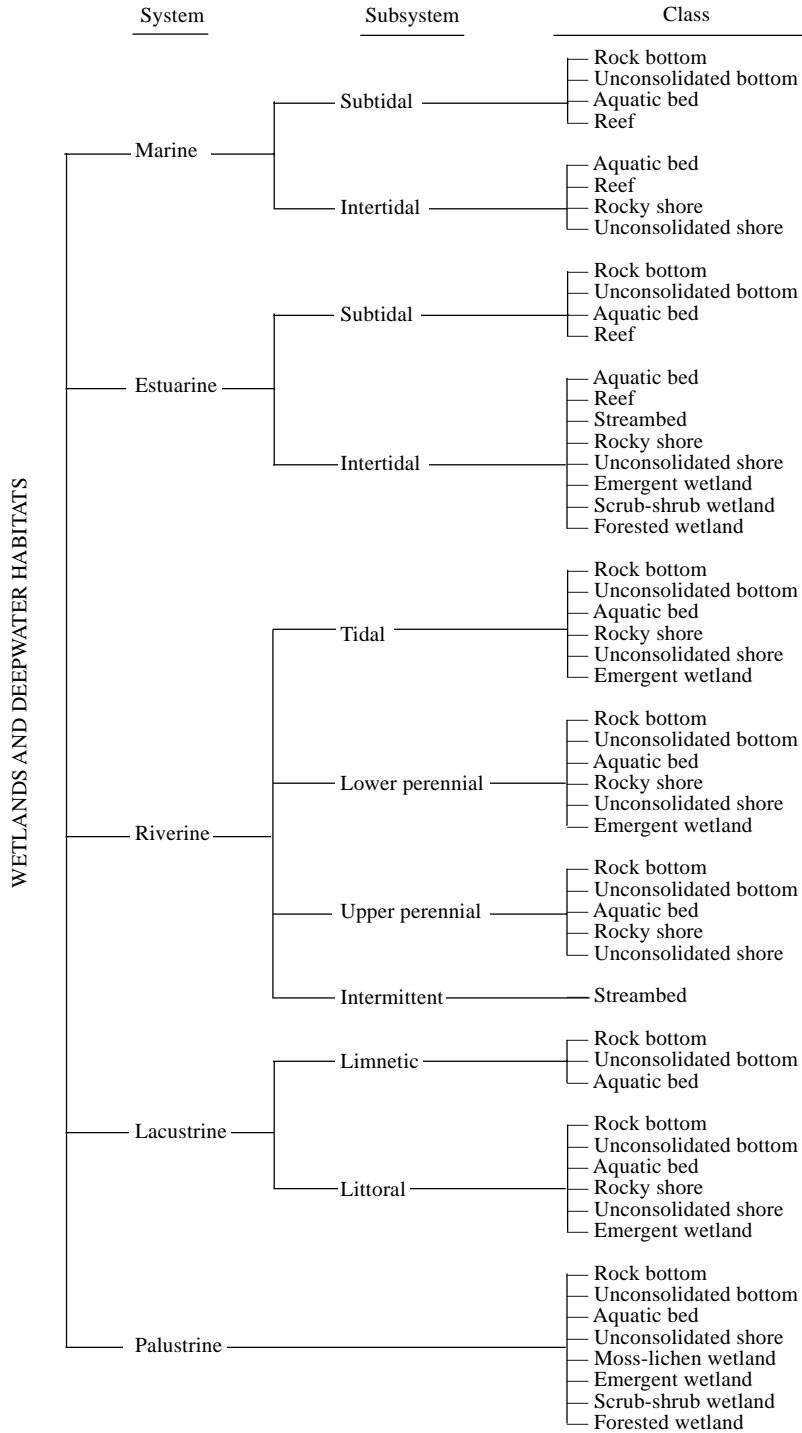 System Subsystem Class
WETLANDS AND DEEPWATER HABITATS
Marine
Subtidal
Rock bottom
Unconsolidated bottom
Aquatic bed
Reef
Intertidal
Aquatic bed
Reef
Rocky shore
Unconsolidated shore
Estuarine
Subtidal
Rock bottom
Unconsolidated bottom
Aquatic bed
Reef
Intertidal
Aquatic bed
Reef
Streambed
Rocky shore
Unconsolidated shore
Emergent wetland
Scrub-shrub wetland
Forested wetland
Riverine
Tidal
Rock bottom
Unconsolidated bottom
Aquatic bed
Rocky shore
Unconsolidated shore
Emergent wetland
Lower perennial
Rock bottom
Unconsolidated bottom
Aquatic bed
Rocky shore
Unconsolidated shore
Emergent wetland
Upper perennial
Rock bottom
Unconsolidated bottom
Aquatic bed
Rocky shore
Unconsolidated shore
Intermittent
Streambed
Lacustrine
Limnetic
Rock bottom
Unconsolidated bottom
Aquatic bed
Littoral
Rock bottom
Unconsolidated bottom
Aquatic bed
Rocky shore
Unconsolidated shore
Emergent wetland
Palustrine
Rock bottom
Unconsolidated bottom
Aquatic bed
Unconsolidated shore
Moss-lichen wetland
Emergent wetland
Scrub-shrub wetland
Forested wetland